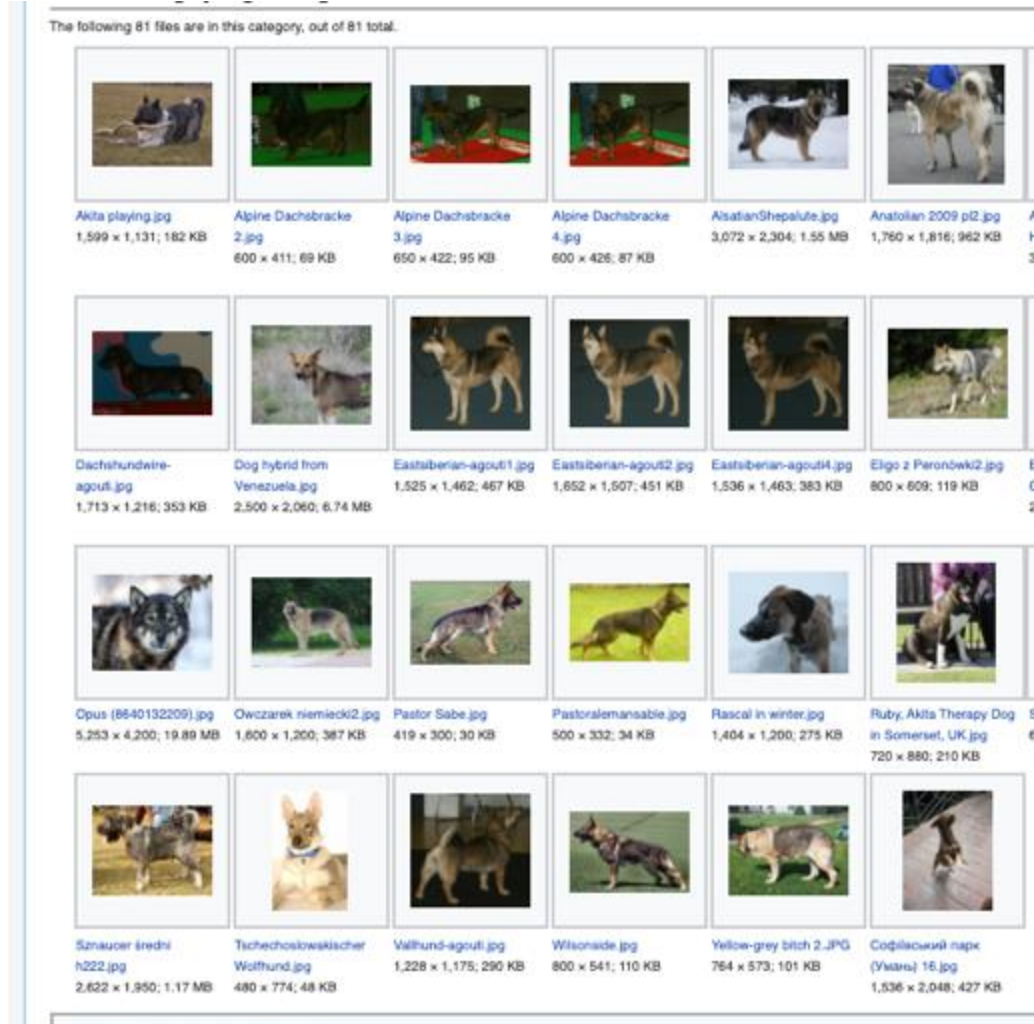 The following 81 files are in this category, out of 81 total.
Akita playing.jpg
1,599 × 1,131; 182 KB
Alpine Dachsbracke
2.jpg
600 × 411; 69 KB
Alpine Dachsbracke
3.jpg
650 × 422; 95 KB
Alpine Dachsbracke
4.jpg
600 × 426; 87 KB
AlsatianShepalute.jpg
3,072 × 2,304; 1.55 MB
Anatolian 2009 pl2.jpg
1,760 × 1,816; 962 KB
Dachshundwire-
agouti.jpg
1,713 × 1,216; 353 KB
Dog hybrid from
Venezuela.jpg
2,500 × 2,060; 6.74 MB
Eastsiberian-agouti1.jpg
1,525 × 1,462; 467 KB
Eastsiberian-agouti2.jpg
1,652 × 1,507; 451 KB
Eastsiberian-agouti4.jpg
1,536 × 1,463; 383 KB
Eligo z Peronówki2.jpg
800 × 609; 119 KB
Opus (8640132209).jpg
5,253 × 4,200; 19.89 MB
Owczarek niemiecki2.jpg
1,600 × 1,200; 387 KB
Pastor Sabe.jpg
419 × 300; 30 KB
Pastoralemansable.jpg
500 × 332; 34 KB
Rascal in winter.jpg
1,404 × 1,200; 275 KB
Ruby, Akita Therapy Dog
in Somerset, UK.jpg
720 × 880; 210 KB
Sznaucer średni
h222.jpg
2,622 × 1,950; 1.17 MB
Tschechoslowakischer
Wolfhund.jpg
480 × 774; 48 KB
Vallhund-agouti.jpg
1,228 × 1,175; 290 KB
Wilsonside.jpg
800 × 541; 110 KB
Yellow-grey bitch 2.JPG
764 × 573; 101 KB
Софіївський парк
(Умань) 16.jpg
1,536 × 2,048; 427 KB